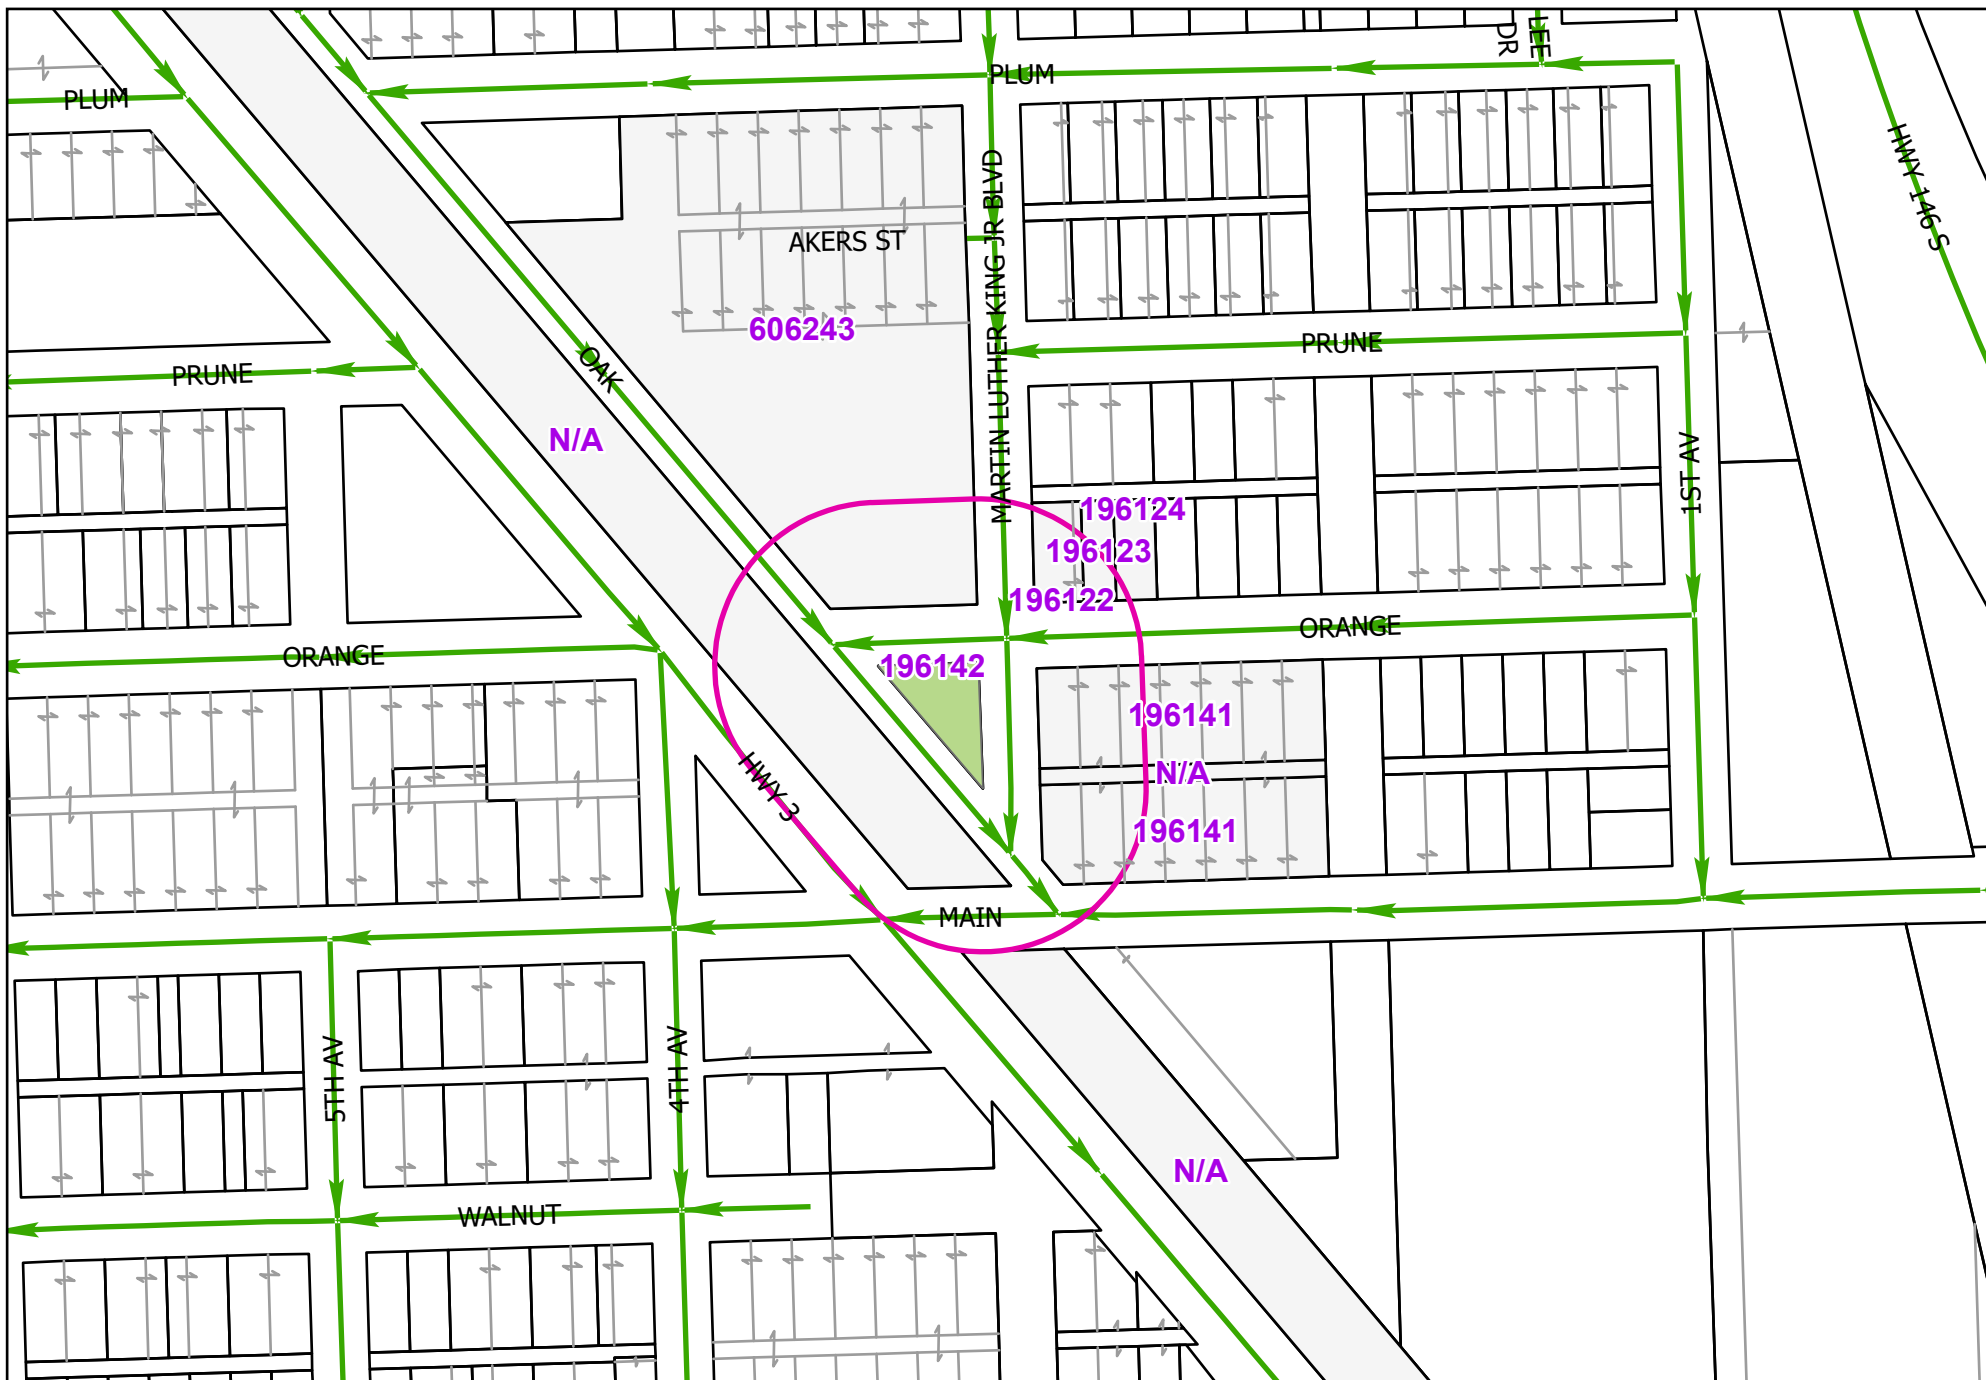 LEE DR
PLUM
PLUM
HWY 146 S
MARTIN LUTHER KING JR BLVD
AKERS ST
606243
PRUNE
PRUNE
OAK
N/A
1ST AV
196124
196123
196122
ORANGE
ORANGE
196142
196141
N/A
HWY 3
196141
MAIN
5TH AV
4TH AV
N/A
WALNUT